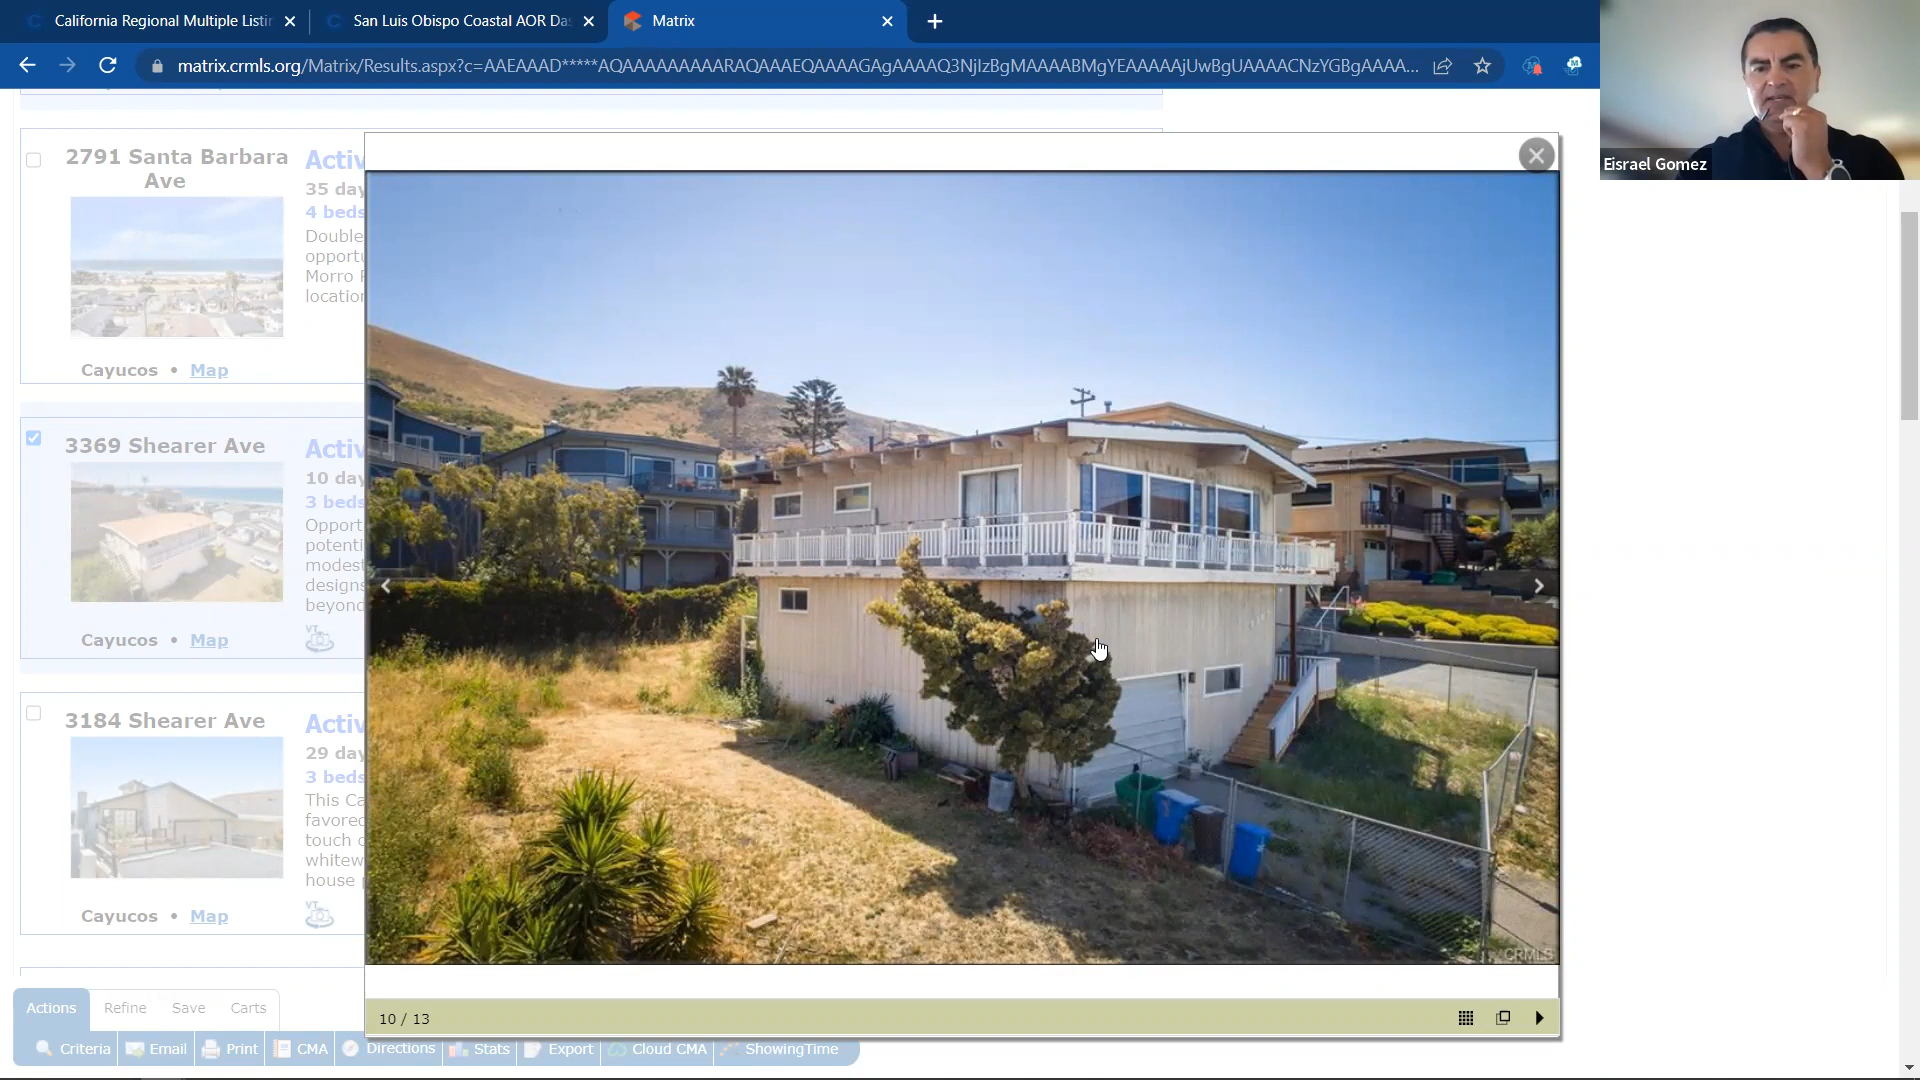 California Regional Multiple Listin
San Luis Obispo Coastal AOR Da
Matrix
matrix.crmls.org/Matrix/Results.aspx?c=AAEAAAD*****AQAAAAAAAAARAQAAAEQAAAAGAgAAAAQ3NjIzBgMAAAABMgYEAAAAAjUwBgUAAAACNzYGBgAAAA...
Eisrael Gomez
2791 Santa Barbara
Ave
Activ
35 day
4 beds
Double
opportu
Morro R
location
Cayucos • Map
3369 Shearer Ave
Activ
10 day
3 beds
Opport
potenti
modest
designs
beyond
VT
Cayucos • Map
3184 Shearer Ave
Activ
29 day
3 beds
This Ca
favored
touch o
whitew
house p
VT
Cayucos • Map
CRMLS
10 / 13
Actions Refine Save Carts
Criteria Email Print CMA Directions Stats Export Cloud CMA ShowingTime